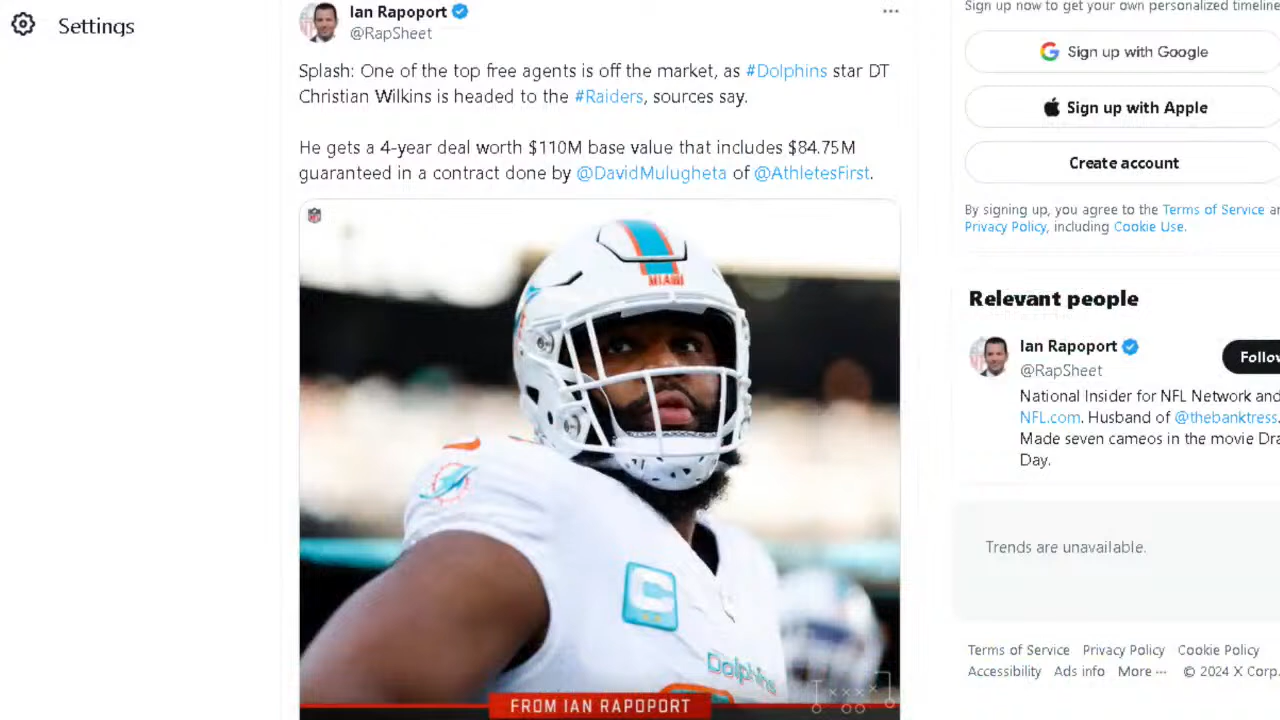 Settings
Ian Rapoport
@RapSheet
Splash: One of the top free agents is off the market, as #Dolphins star DT
Christian Wilkins is headed to the #Raiders, sources say.
He gets a 4-year deal worth $110M base value that includes $84.75M
guaranteed in a contract done by @DavidMulugheta of @AthletesFirst.
MIAMI
C
Dolphins
FROM IAN RAPOPORT
Sign up now to get your own personalized timeline
Sign up with Google
Sign up with Apple
Create account
By signing up, you agree to the Terms of Service
Privacy Policy, including Cookie Use.
Relevant people
Ian Rapoport
@RapSheet
Follow
National Insider for NFL Network and
NFL.com. Husband of @thebanktress.
Made seven cameos in the movie
Day.
Trends are unavailable.
Terms of Service Privacy Policy Cookie Policy
Accessibility Ads info More ··· © 2024 X Corp.